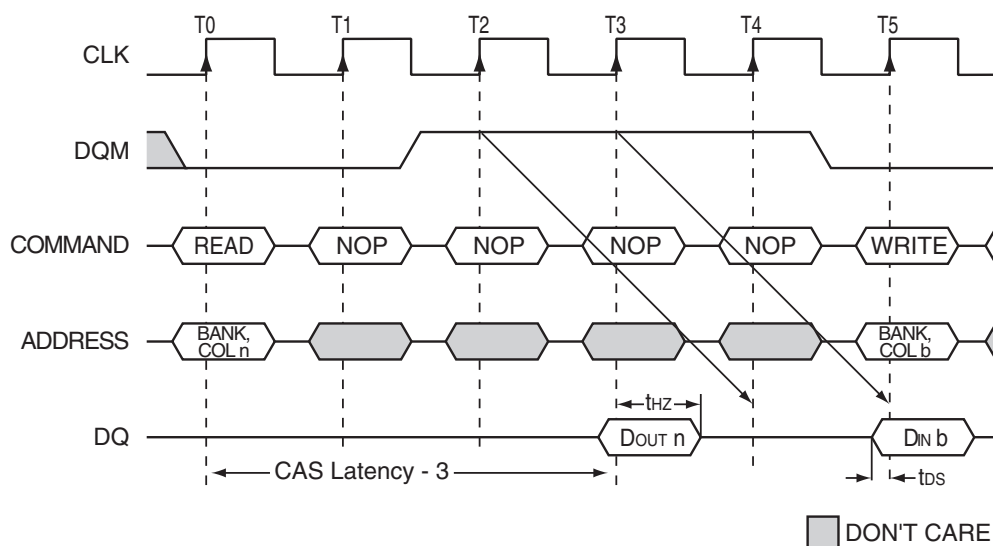 T0 T1 T2 T3 T4 T5
CLK
DQM
COMMAND READ NOP NOP NOP NOP WRITE
ADDRESS BANK, COL n BANK, COL b
tHZ
DQ DOUT n DIN b
CAS Latency - 3 tDS
DON'T CARE